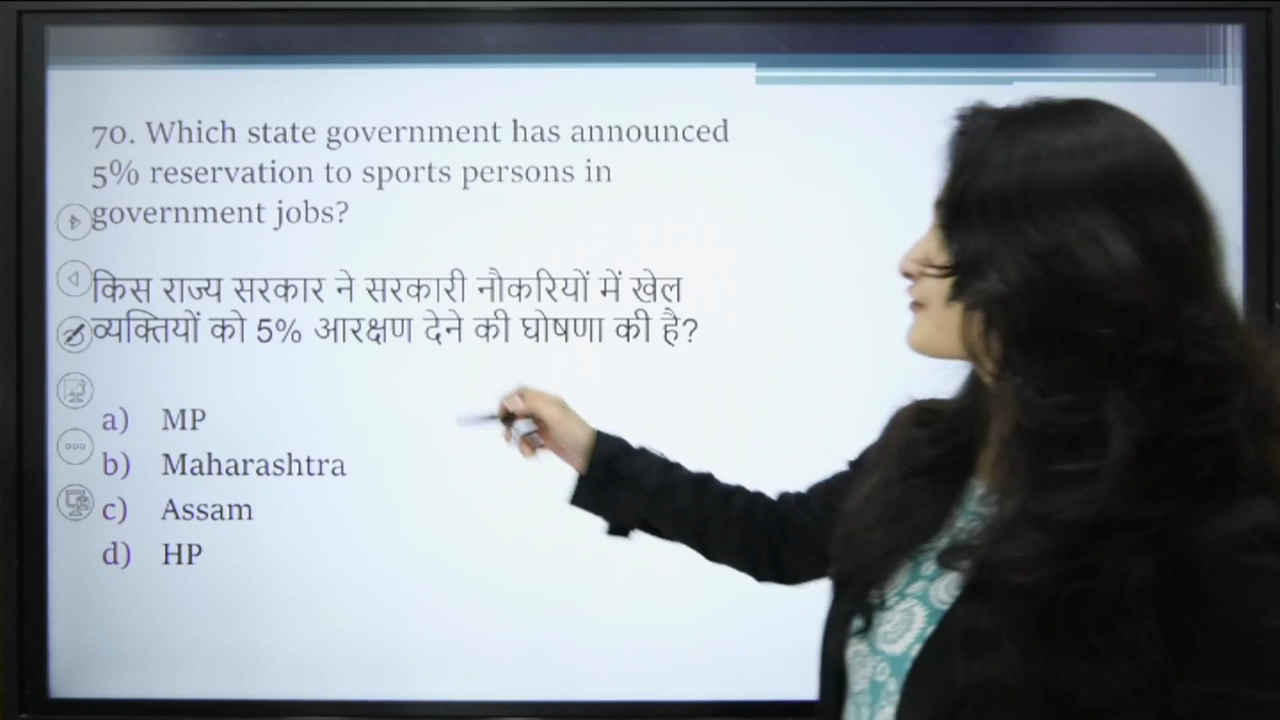 70. Which state government has announced
5% reservation to sports persons in
government jobs?
किस राज्य सरकार ने सरकारी नौकरियों में खेल
व्यक्तियों को 5% आरक्षण देने की घोषणा की है?
a) MP
b) Maharashtra
c) Assam
d) HP